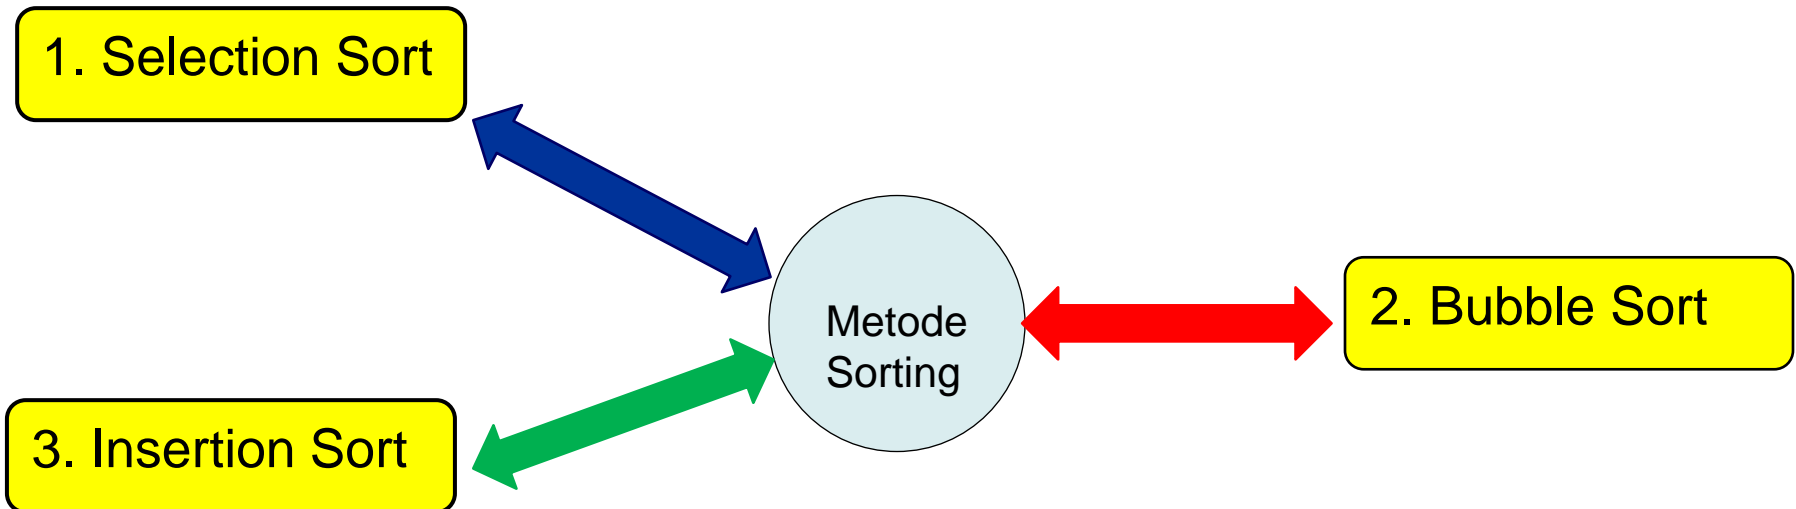 1. Selection Sort
Metode
Sorting
2. Bubble Sort
3. Insertion Sort